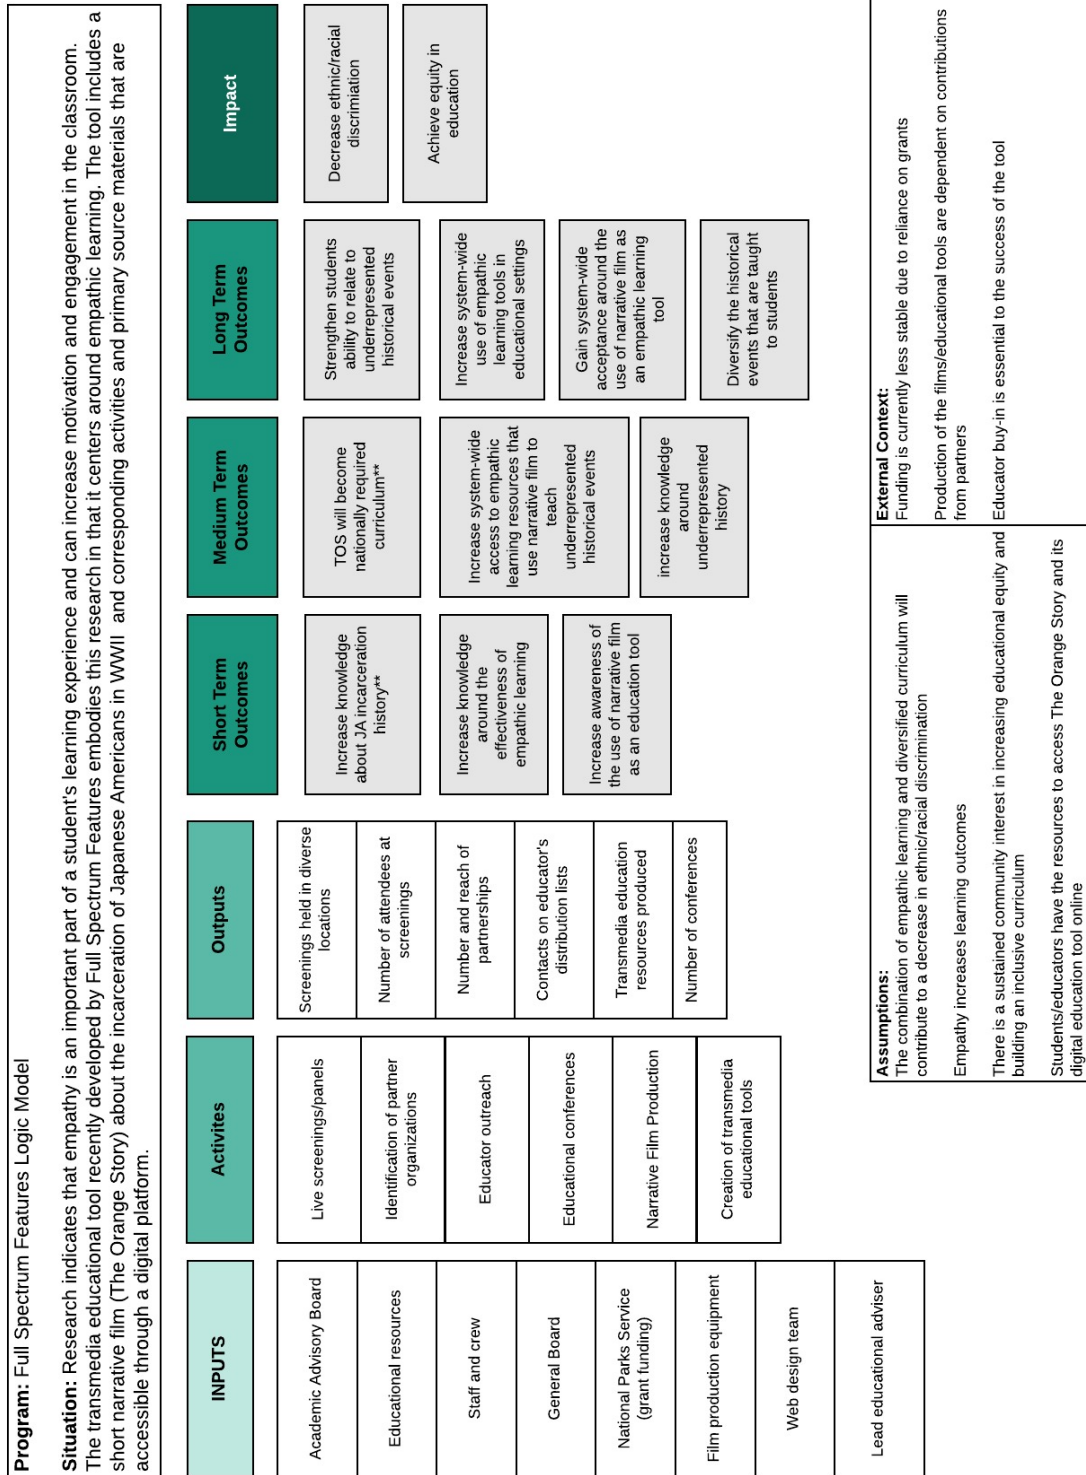 Program: Full Spectrum Features Logic Model
Situation: Research indicates that empathy is an important part of a student's learning experience and can increase motivation and engagement in the classroom.
The transmedia educational tool recently developed by Full Spectrum Features embodies this research in that it centers around empathic learning. The tool includes a
short narrative film (The Orange Story) about the incarceration of Japanese Americans in WWII and corresponding activities and primary source materials that are
accessible through a digital platform.
INPUTS
Academic Advisory Board
Educational resources
Staff and crew
General Board
National Parks Service
(grant funding)
Film production equipment
Web design team
Lead educational adviser
Activites
Live screenings/panels
Identification of partner
organizations
Educator outreach
Educational conferences
Narrative Film Production
Creation of transmedia
educational tools
Outputs
Screenings held in diverse
locations
Number of attendees at
screenings
Number and reach of
partnerships
Contacts on educator's
distribution lists
Transmedia education
resources produced
Number of conferences
Short Term
Outcomes
Increase knowledge
about JA incarceration
history**
Increase knowledge
around the
effectiveness of
empathic learning
Increase awareness of
the use of narrative film
as an education tool
Medium Term
Outcomes
TOS will become
nationally required
curriculum**
Increase system-wide
access to empathic
learning resources that
use narrative film to
teach
underrepresented
historical events
increase knowledge
around
underrepresented
history
Long Term
Outcomes
Strengthen students
ability to relate to
underrepresented
historical events
Increase system-wide
use of empathic
learning tools in
educational settings
Gain system-wide
acceptance around the
use of narrative film as
an empathic learning
tool
Diversify the historical
events that are taught
to students
Impact
Decrease ethnic/racial
discrimiation
Achieve equity in
education
Assumptions:
The combination of empathic learning and diversified curriculum will
contribute to a decrease in ethnic/racial discrimination
Empathy increases learning outcomes
There is a sustained community interest in increasing educational equity and
building an inclusive curriculum
Students/educators have the resources to access The Orange Story and its
digital education tool online
External Context:
Funding is currently less stable due to reliance on grants
Production of the films/educational tools are dependent on contributions
from partners
Educator buy-in is essential to the success of the tool